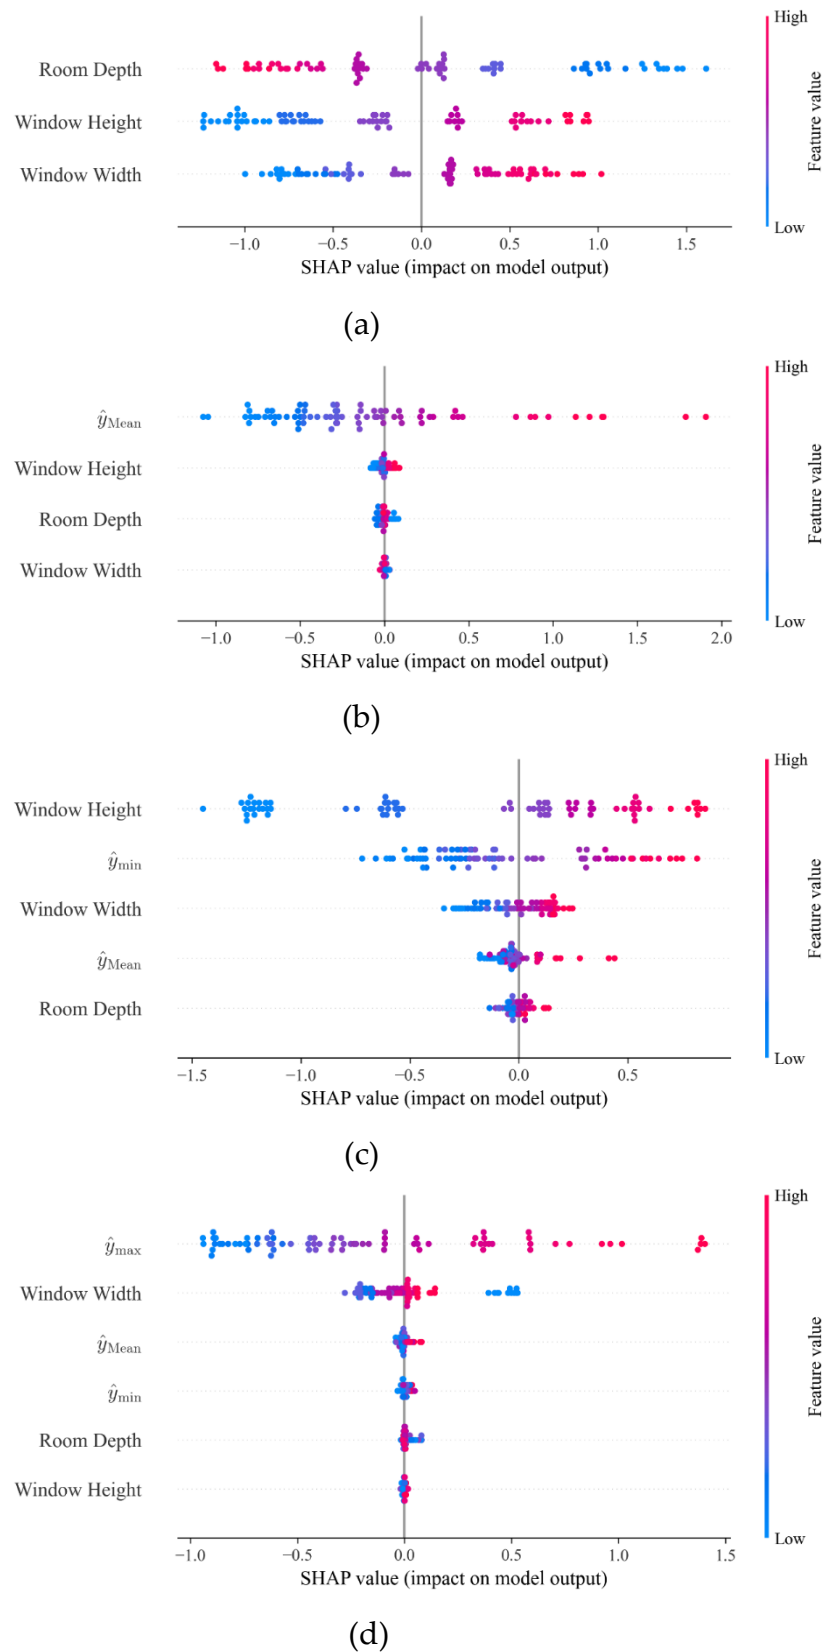 High
Room Depth
Window Height
Window Width
Feature value
Low
−1.0 −0.5 0.0 0.5 1.0 1.5
SHAP value (impact on model output)
(a)
High
ŷMean
Window Height
Room Depth
Window Width
Feature value
Low
−1.0 −0.5 0.0 0.5 1.0 1.5 2.0
SHAP value (impact on model output)
(b)
High
Window Height
ŷmin
Window Width
ŷMean
Room Depth
Feature value
Low
−1.5 −1.0 −0.5 0.0 0.5
SHAP value (impact on model output)
(c)
High
ŷmax
Window Width
ŷMean
ŷmin
Room Depth
Window Height
Feature value
Low
−1.0 −0.5 0.0 0.5 1.0 1.5
SHAP value (impact on model output)
(d)